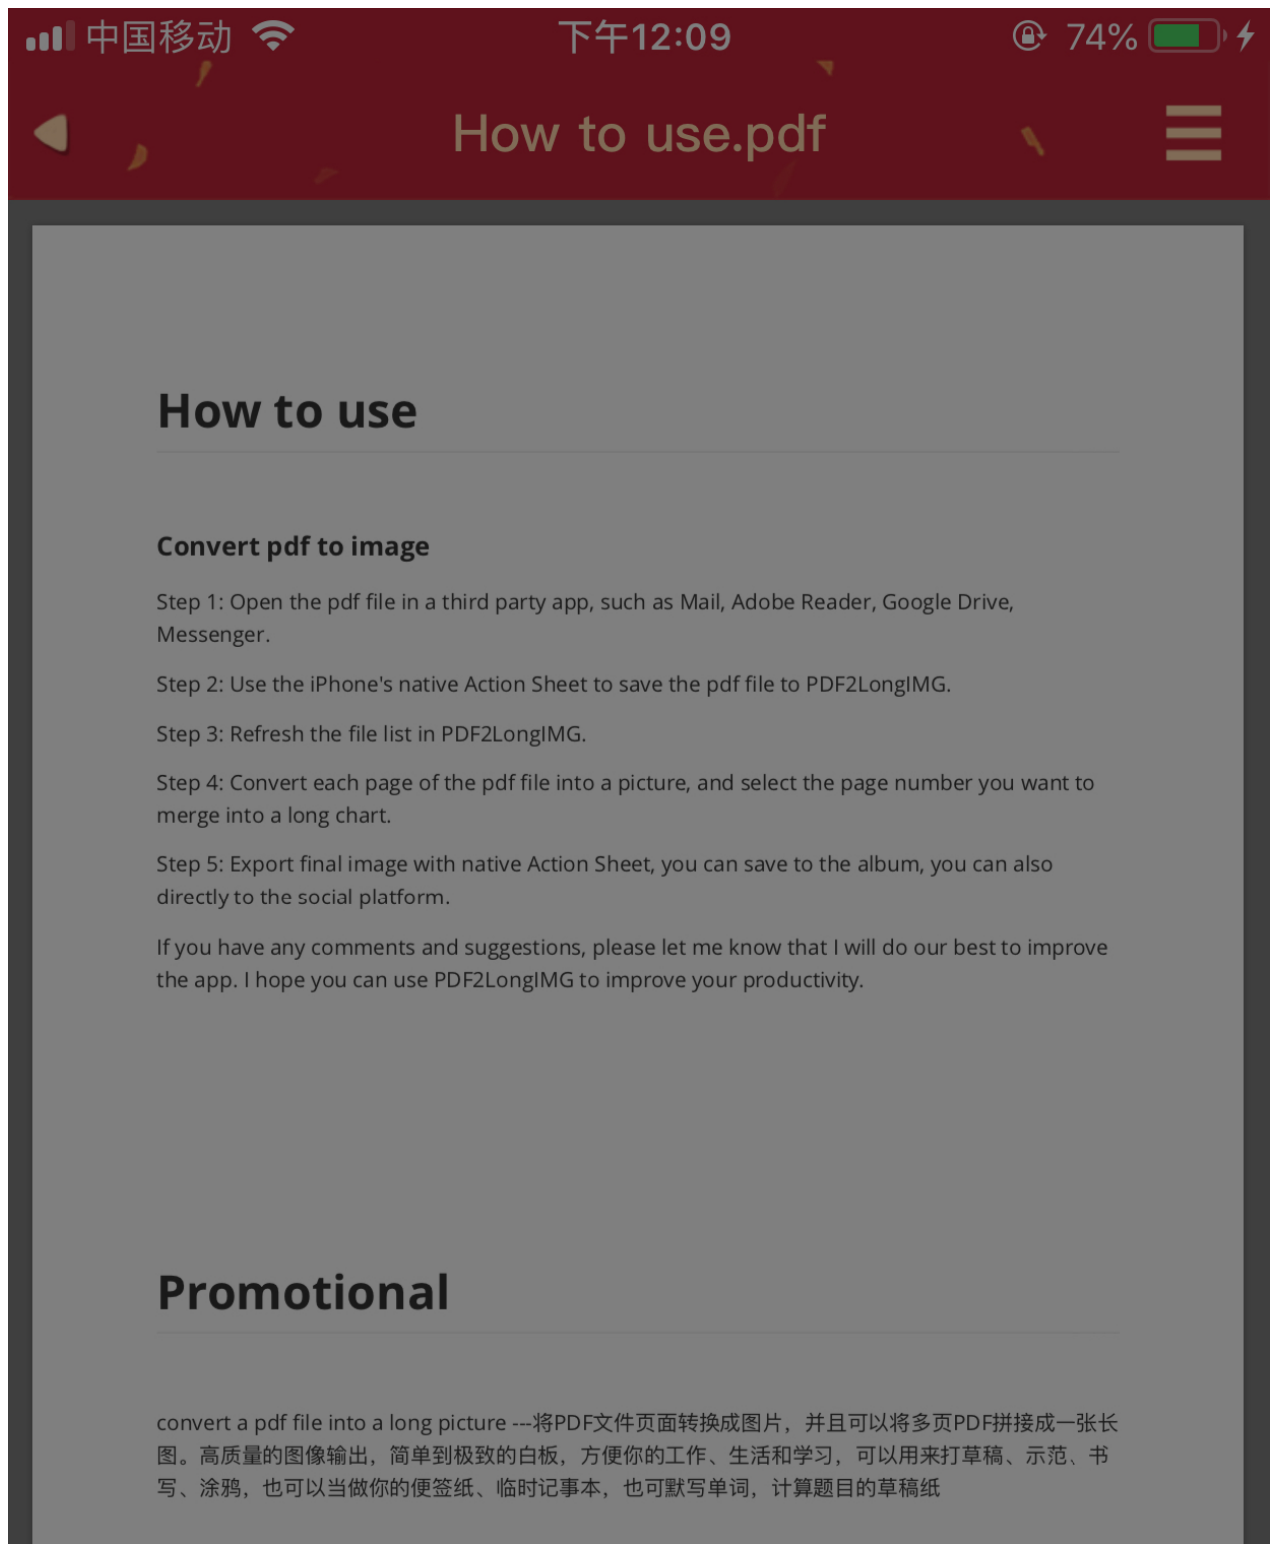 中国移动
下午12:09
74%
How to use.pdf
How to use
Convert pdf to image
Step 1: Open the pdf file in a third party app, such as Mail, Adobe Reader, Google Drive,
Messenger.
Step 2: Use the iPhone's native Action Sheet to save the pdf file to PDF2LongIMG.
Step 3: Refresh the file list in PDF2LongIMG.
Step 4: Convert each page of the pdf file into a picture, and select the page number you want to
merge into a long chart.
Step 5: Export final image with native Action Sheet, you can save to the album, you can also
directly to the social platform.
If you have any comments and suggestions, please let me know that I will do our best to improve
the app. I hope you can use PDF2LongIMG to improve your productivity.
Promotional
convert a pdf file into a long picture ---将PDF文件页面转换成图片，并且可以将多页PDF拼接成一张长
图。高质量的图像输出，简单到极致的白板，方便你的工作、生活和学习，可以用来打草稿、示范、书
写、涂鸦，也可以当做你的便签纸、临时记事本，也可默写单词，计算题目的草稿纸